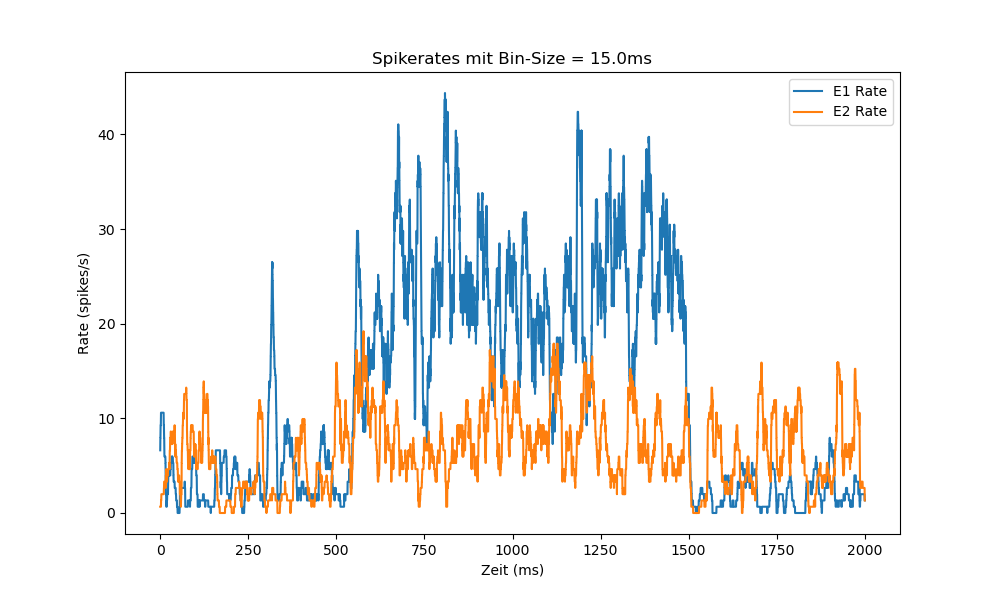 Spikerates mit Bin-Size = 15.0ms
E1 Rate
E2 Rate
Rate (spikes/s)
40
30
20
10
0
0 250 500 750 1000 1250 1500 1750 2000
Zeit (ms)